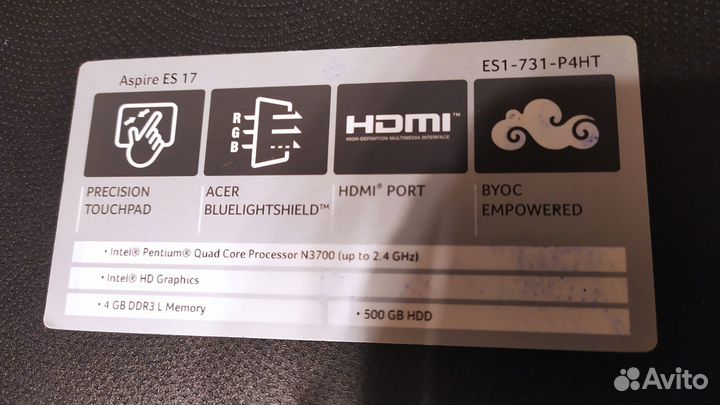 Aspire ES 17
ES1-731-P4HT
RGB
HDMI™
HIGH-DEFINITION MULTIMEDIA INTERFACE
PRECISION
TOUCHPAD
ACER
BLUELIGHTSHIELD™
HDMI® PORT
BYOC
EMPOWERED
• Intel® Pentium® Quad Core Processor N3700 (up to 2.4 GHz)
• Intel® HD Graphics
• 4 GB DDR3 L Memory
• 500 GB HDD
Avito